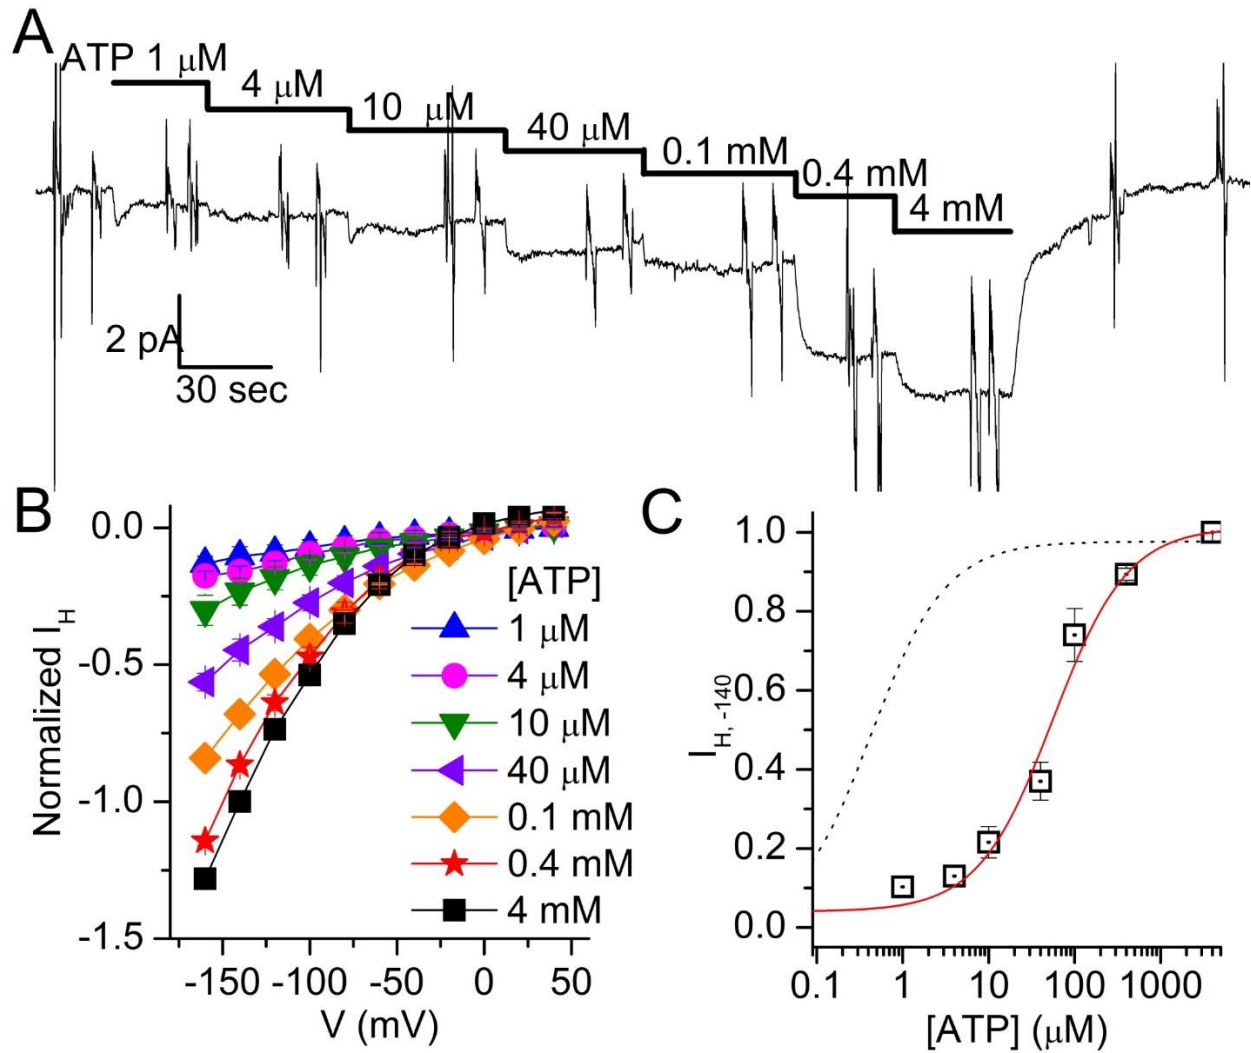 A
ATP 1 μM
4 μM
10 μM
40 μM
0.1 mM
0.4 mM
4 mM
2 pA
30 sec
B
0.0
-0.5
-1.0
-1.5
Normalized I_H
-150
-100
-50
0
50
V (mV)
[ATP]
1 μM
4 μM
10 μM
40 μM
0.1 mM
0.4 mM
4 mM
C
1.0
0.8
0.6
0.4
0.2
0.0
I_H, -140
0.1
1
10
100
1000
[ATP] (μM)